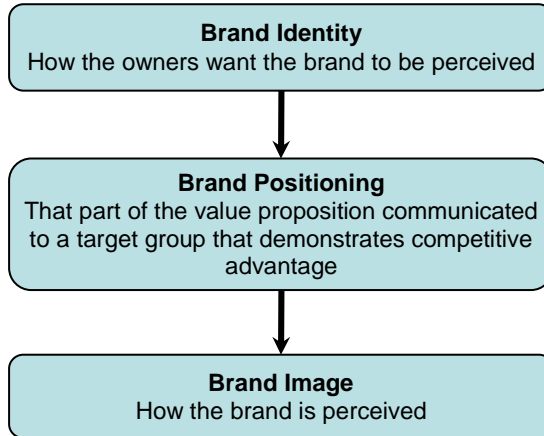 Brand Identity
How the owners want the brand to be perceived
Brand Positioning
That part of the value proposition communicated
to a target group that demonstrates competitive
advantage
Brand Image
How the brand is perceived